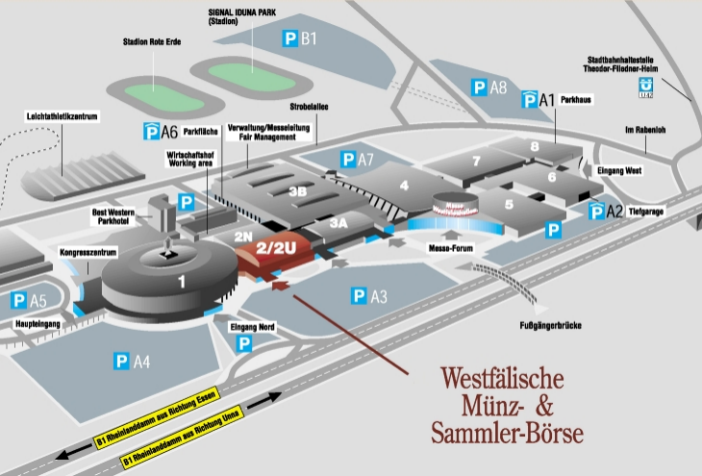 SIGNAL IDUNA PARK
(Stadion)
P B1
Stadion Rote Erde
Stadtbahnhaltestelle
Theodor-Fliedner-Heim
U
P A8
P A1 Parkhaus
Leichtathletikzentrum
Strobelallee
P A6 Parkfläche
Verwaltung/Messeleitung
Fair Management
Im Rabenloh
Wirtschaftshof
Working area
P A7
8
7
Eingang West
6
4
3B
P
Best Western
Parkhotel
5
P A2 Tiefgarage
3A
P
2N
2/2U
Messe-Forum
Kongresszentrum
1
P A5
P A3
Haupteingang
Eingang Nord
P
Fußgängerbrücke
P A4
Westfälische
Münz- &
Sammler-Börse
B1 Rheinlanddamm aus Richtung Essen
B1 Rheinlanddamm aus Richtung Unna